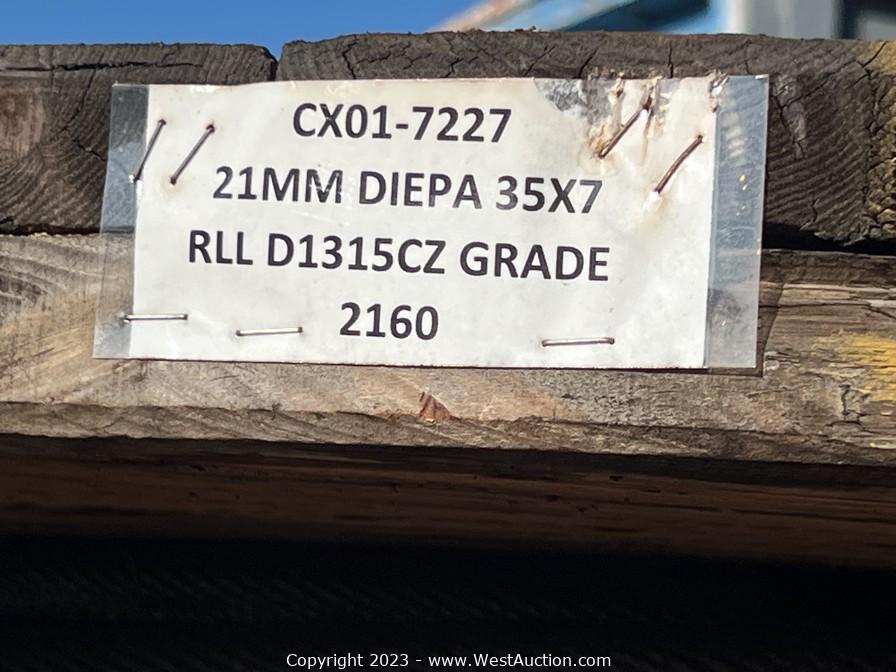 CX01-7227
21MM DIEPA 35X7
RLL D1315CZ GRADE
2160
Copyright 2023 - www.WestAuction.com